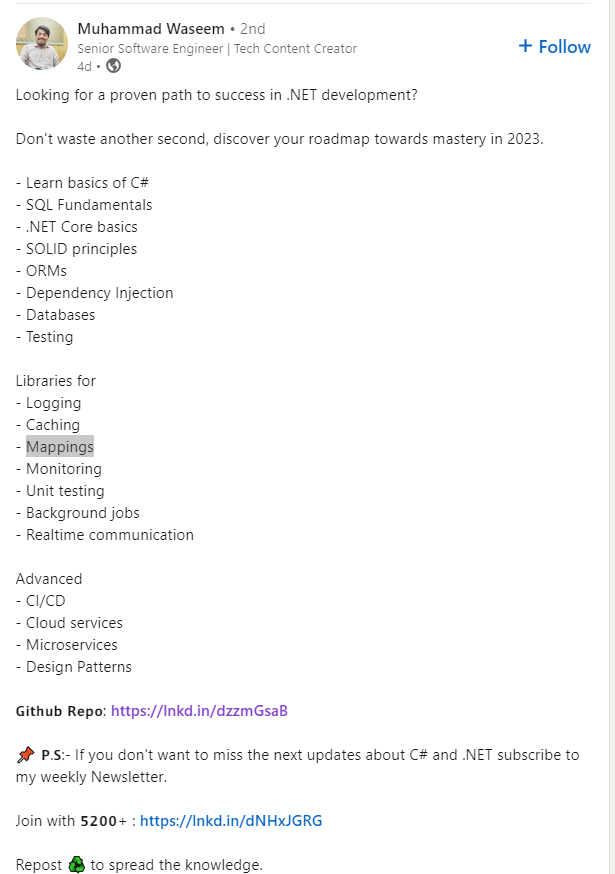 Muhammad Waseem • 2nd
Senior Software Engineer | Tech Content Creator
4d •
+ Follow
Looking for a proven path to success in .NET development?
Don't waste another second, discover your roadmap towards mastery in 2023.
- Learn basics of C#
- SQL Fundamentals
- .NET Core basics
- SOLID principles
- ORMs
- Dependency Injection
- Databases
- Testing
Libraries for
- Logging
- Caching
- Mappings
- Monitoring
- Unit testing
- Background jobs
- Realtime communication
Advanced
- CI/CD
- Cloud services
- Microservices
- Design Patterns
Github Repo: https://lnkd.in/dzzmGsaB
📌 P.S:- If you don't want to miss the next updates about C# and .NET subscribe to
my weekly Newsletter.
Join with 5200+ : https://lnkd.in/dNHxJGRG
Repost ♻ to spread the knowledge.